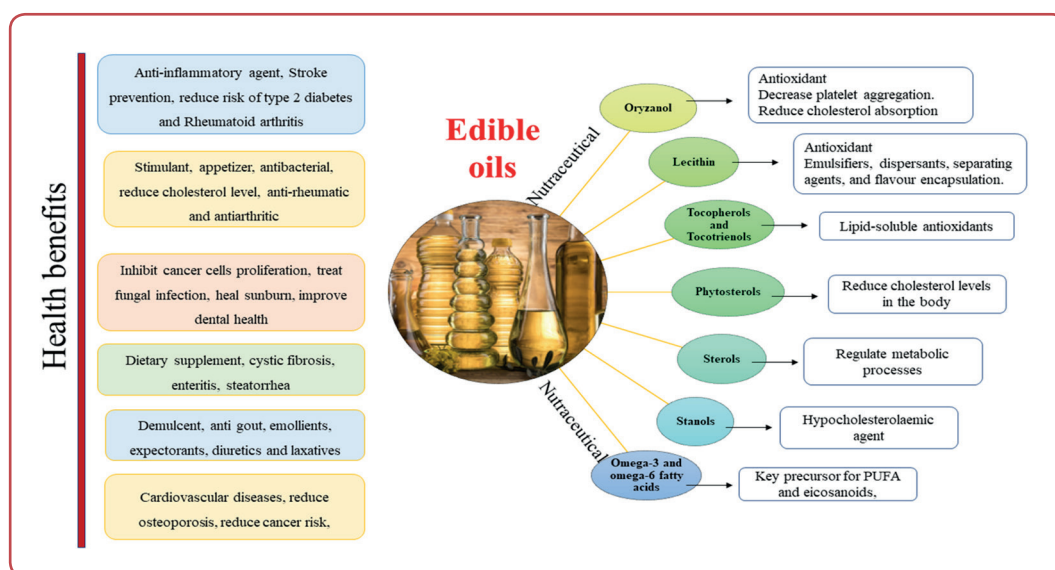 Health benefits
Anti-inflammatory agent, Stroke
prevention, reduce risk of type 2 diabetes
and Rheumatoid arthritis
Stimulant, appetizer, antibacterial,
reduce cholesterol level, anti-rheumatic
and antiarthritic
Inhibit cancer cells proliferation, treat
fungal infection, heal sunburn, improve
dental health
Dietary supplement, cystic fibrosis,
enteritis, steatorrhea
Demulcent, anti gout, emollients,
expectorants, diuretics and laxatives
Cardiovascular diseases, reduce
osteoporosis, reduce cancer risk,
Edible
oils
Nutraceutical
Nutraceutical
Oryzanol
Antioxidant
Decrease platelet aggregation.
Reduce cholesterol absorption
Lecithin
Antioxidant
Emulsifiers, dispersants, separating
agents, and flavour encapsulation.
Tocopherols
and
Tocotrienols
Lipid-soluble antioxidants
Phytosterols
Reduce cholesterol levels
in the body
Sterols
Regulate metabolic
processes
Stanols
Hypocholesterolaemic
agent
Omega-3 and
omega-6 fatty
acids
Key precursor for PUFA
and eicosanoids,